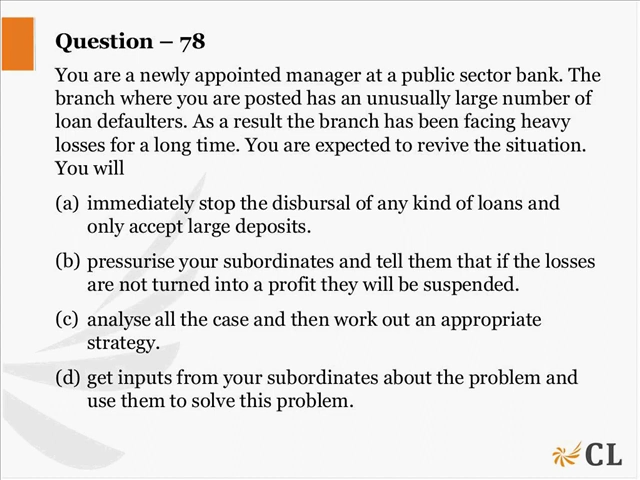 Question – 78
You are a newly appointed manager at a public sector bank. The
branch where you are posted has an unusually large number of
loan defaulters. As a result the branch has been facing heavy
losses for a long time. You are expected to revive the situation.
You will
(a) immediately stop the disbursal of any kind of loans and
only accept large deposits.
(b) pressurise your subordinates and tell them that if the losses
are not turned into a profit they will be suspended.
(c) analyse all the case and then work out an appropriate
strategy.
(d) get inputs from your subordinates about the problem and
use them to solve this problem.
CL